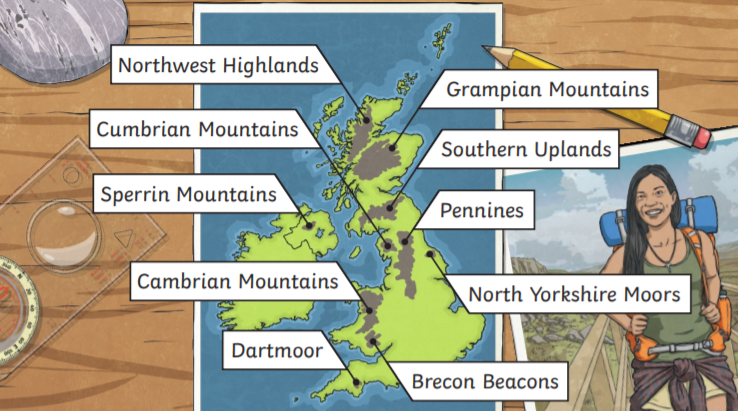 Northwest Highlands
Grampian Mountains
Cumbrian Mountains
Southern Uplands
Sperrin Mountains
Pennines
Cambrian Mountains
North Yorkshire Moors
Dartmoor
Brecon Beacons